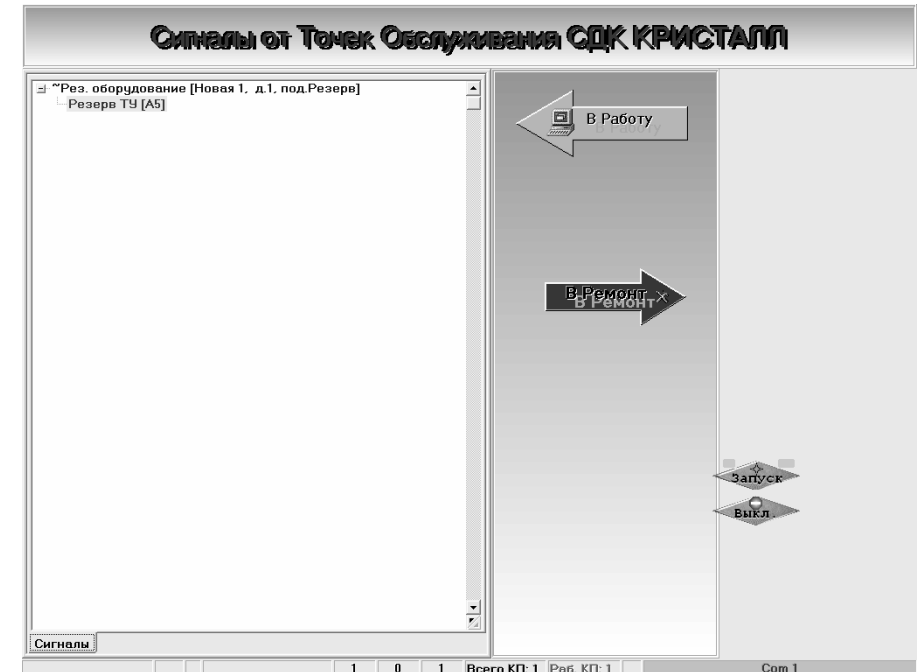 Сигналы от Точек Обслуживания СДК КРИСТАЛЛ
~Рез. оборудование [Новая 1, д.1, под.Резерв]
Резерв ТУ [А5]
В Работу
В Ремонт
Запуск
Выкл.
Сигналы
1 0 1 Всего КП: 1 Раб. КП: 1 Com 1